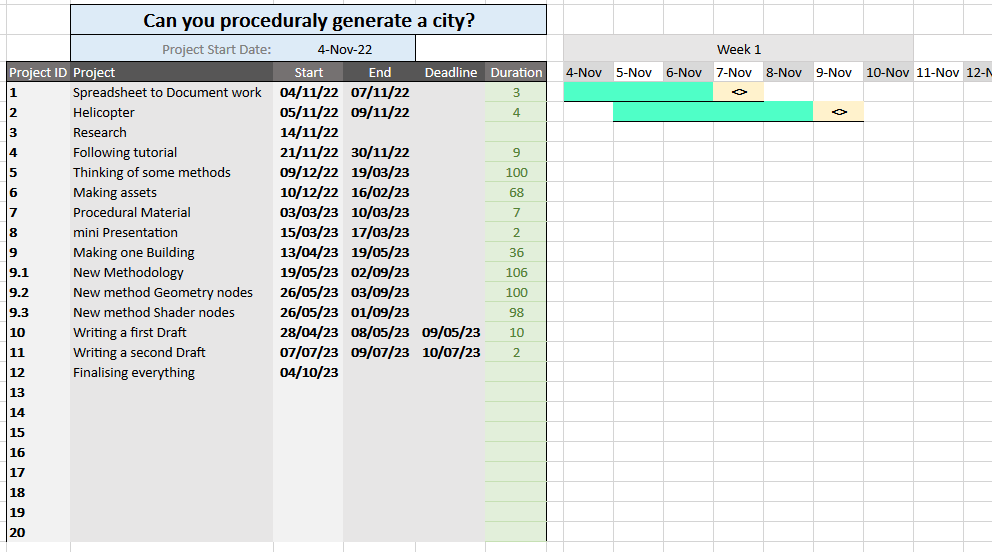 Can you proceduraly generate a city?
Project Start Date: 4-Nov-22 Week 1
Project ID Project Start End Deadline Duration 4-Nov 5-Nov 6-Nov 7-Nov 8-Nov 9-Nov 10-Nov 11-Nov
1 Spreadsheet to Document work 04/11/22 07/11/22 3 <>
2 Helicopter 05/11/22 09/11/22 4 <>
3 Research 14/11/22
4 Following tutorial 21/11/22 30/11/22 9
5 Thinking of some methods 09/12/22 19/03/23 100
6 Making assets 10/12/22 16/02/23 68
7 Procedural Material 03/03/23 10/03/23 7
8 mini Presentation 15/03/23 17/03/23 2
9 Making one Building 13/04/23 19/05/23 36
9.1 New Methodology 19/05/23 02/09/23 106
9.2 New method Geometry nodes 26/05/23 03/09/23 100
9.3 New method Shader nodes 26/05/23 01/09/23 98
10 Writing a first Draft 28/04/23 08/05/23 09/05/23 10
11 Writing a second Draft 07/07/23 09/07/23 10/07/23 2
12 Finalising everything 04/10/23
13
14
15
16
17
18
19
20